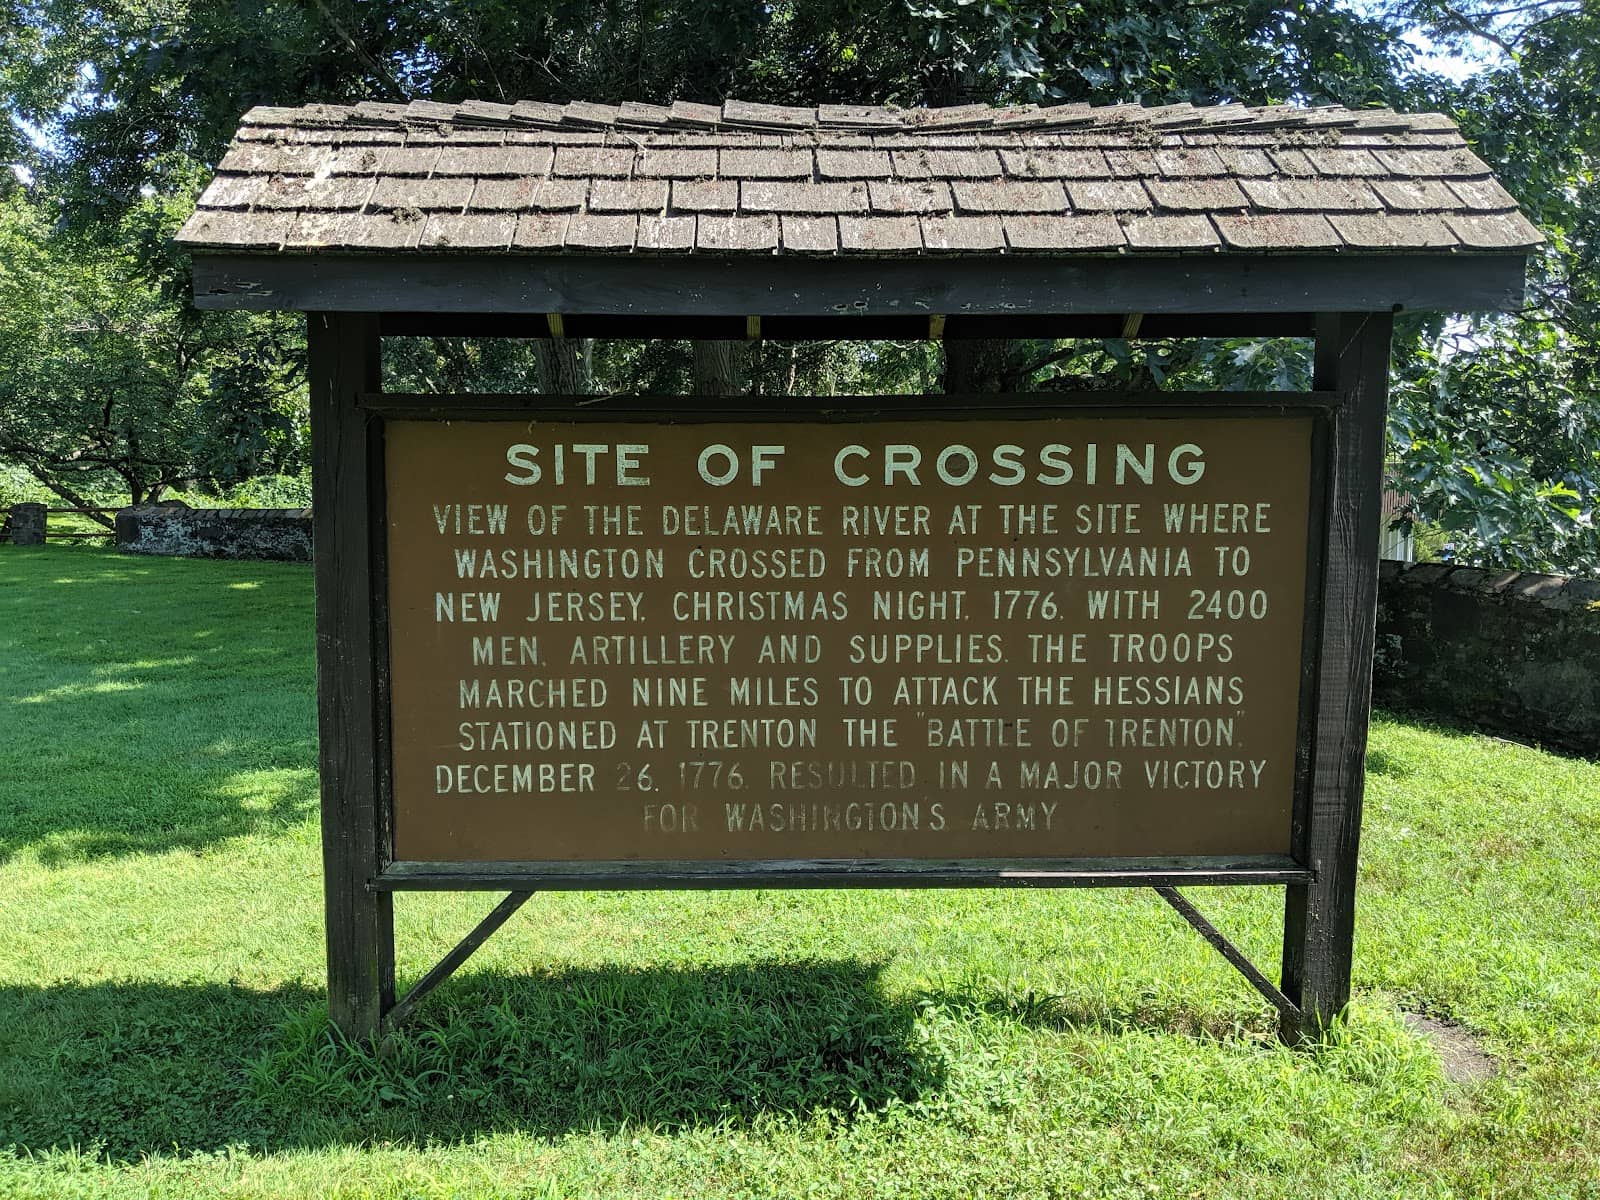 SITE OF CROSSING
VIEW OF THE DELAWARE RIVER AT THE SITE WHERE
WASHINGTON CROSSED FROM PENNSYLVANIA TO
NEW JERSEY, CHRISTMAS NIGHT, 1776, WITH 2400
MEN, ARTILLERY AND SUPPLIES. THE TROOPS
MARCHED NINE MILES TO ATTACK THE HESSIANS
STATIONED AT TRENTON THE "BATTLE OF TRENTON",
DECEMBER 26, 1776, RESULTED IN A MAJOR VICTORY
FOR WASHINGTON'S ARMY